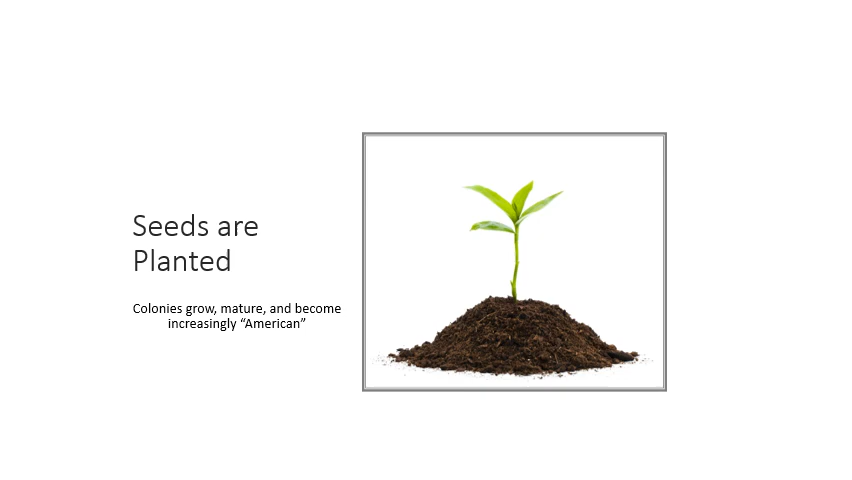 Seeds are
Planted
Colonies grow, mature, and become
increasingly “American”